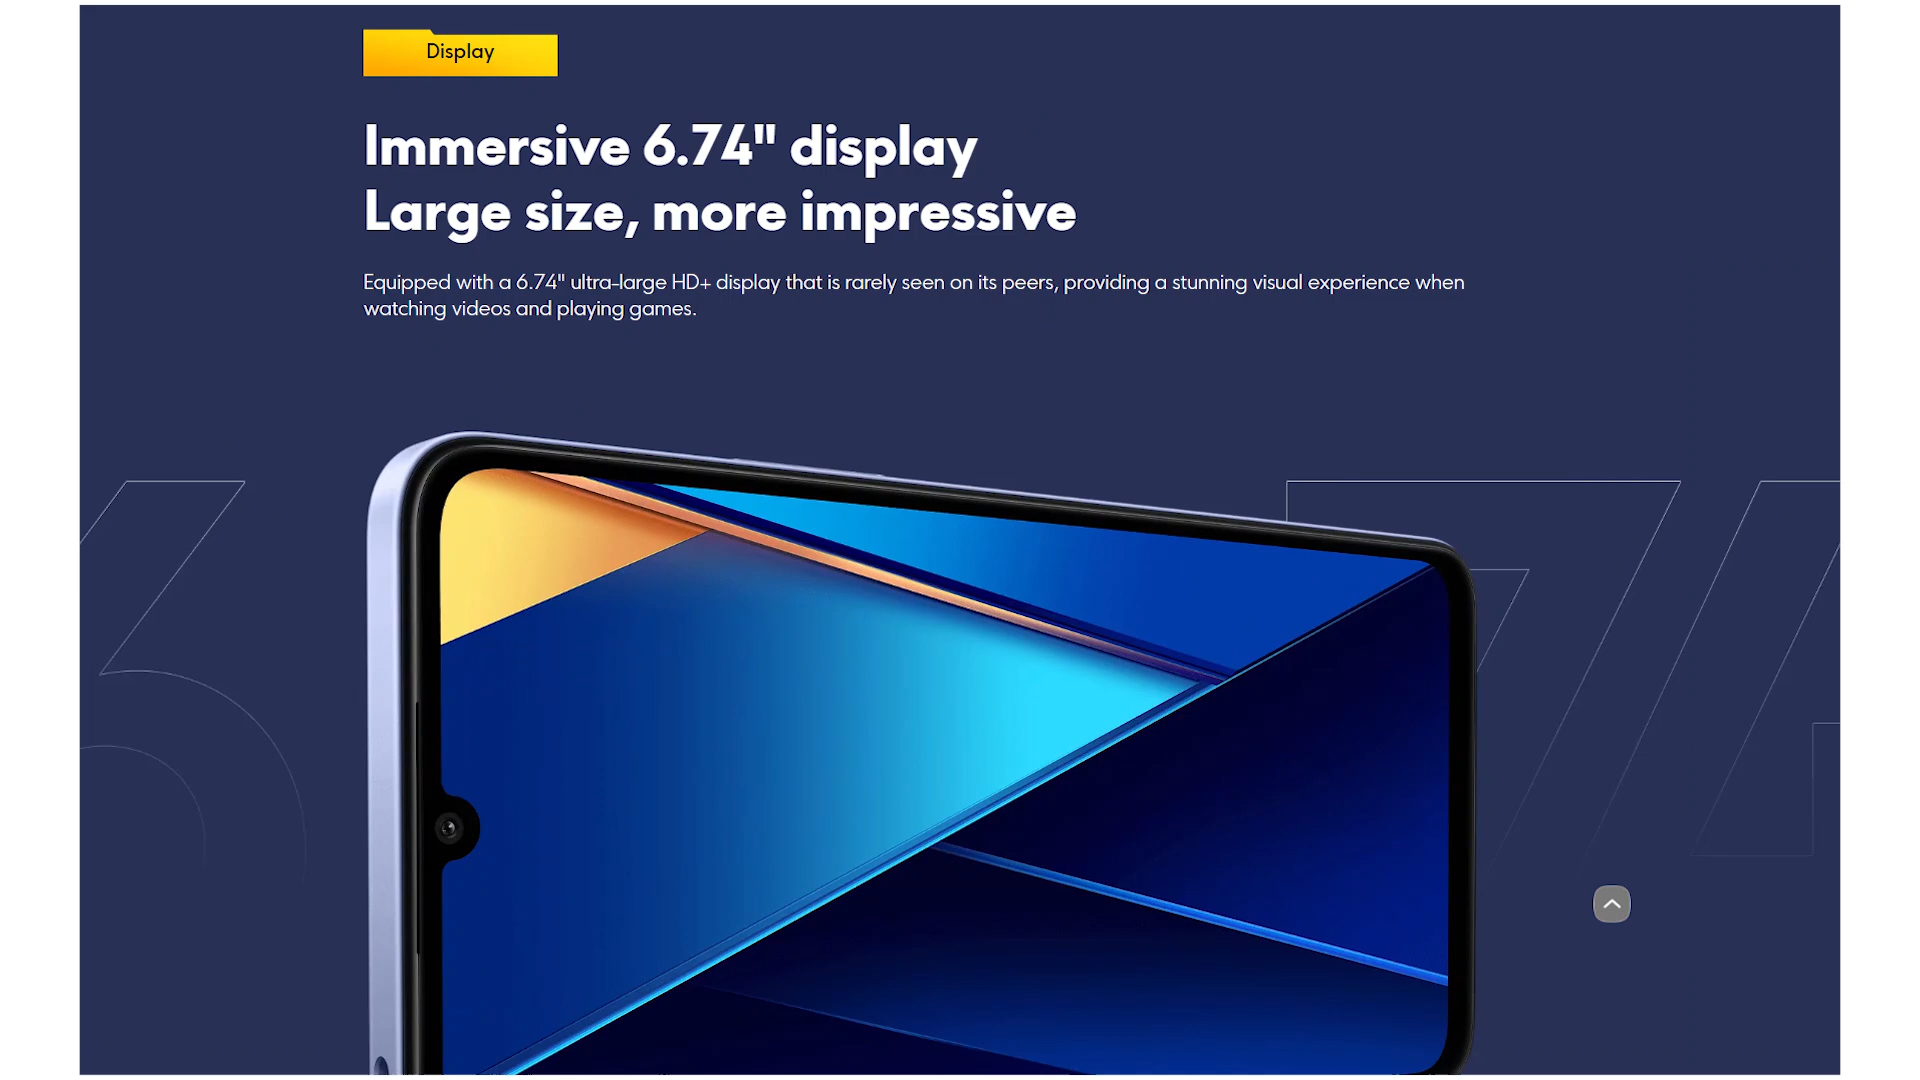 Display
Immersive 6.74" display
Large size, more impressive
Equipped with a 6.74" ultra-large HD+ display that is rarely seen on its peers, providing a stunning visual experience when
watching videos and playing games.